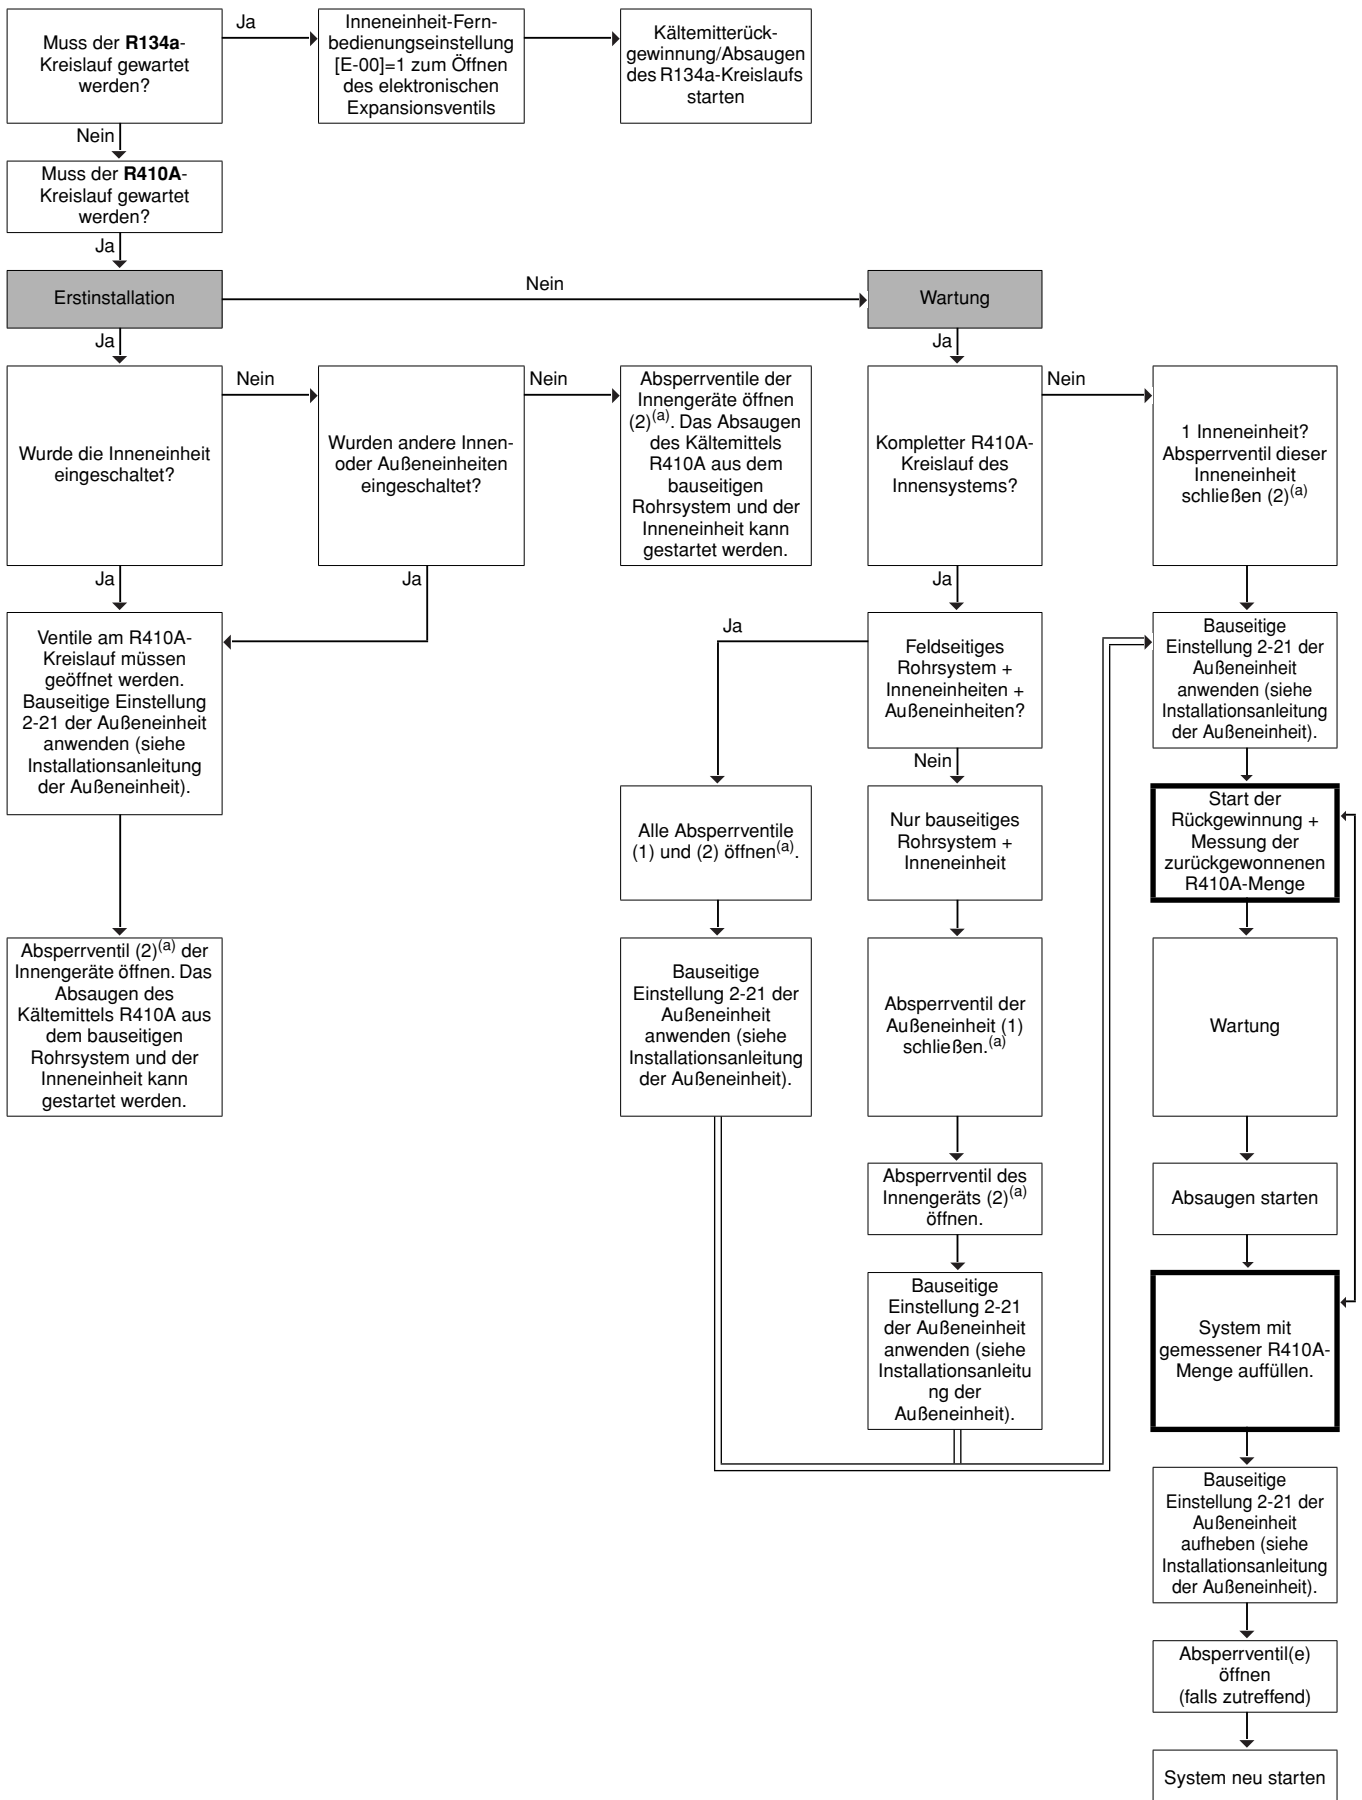 Muss der R134a-
Kreislauf gewartet
werden?
Ja
Inneneinheit-Fern-
bedienungseinstellung
[E-00]=1 zum Öffnen
des elektronischen
Expansionsventils
Kältemitterück-
gewinnung/Absaugen
des R134a-Kreislaufs
starten
Nein
Muss der R410A-
Kreislauf gewartet
werden?
Ja
Erstinstallation
Nein
Wartung
Ja
Wurde die Inneneinheit
eingeschaltet?
Nein
Wurden andere Innen-
oder Außeneinheiten
eingeschaltet?
Nein
Absperrventile der
Innengeräte öffnen
(2)(a). Das Absaugen
des Kältemittels
R410A aus dem
bauseitigen
Rohrsystem und der
Inneneinheit kann
gestartet werden.
Ja
Kompletter R410A-
Kreislauf des
Innensystems?
Nein
1 Inneneinheit?
Absperrventil dieser
Inneneinheit
schließen (2)(a)
Ja
Ja
Ventile am R410A-
Kreislauf müssen
geöffnet werden.
Bauseitige Einstellung
2-21 der Außeneinheit
anwenden (siehe
Installationsanleitung
der Außeneinheit).
Absperrventil (2)(a) der
Innengeräte öffnen. Das
Absaugen des
Kältemittels R410A aus
dem bauseitigen
Rohrsystem und der
Inneneinheit kann
gestartet werden.
Ja
Feldseitiges
Rohrsystem +
Inneneinheiten +
Außeneinheiten?
Ja
Alle Absperrventile
(1) und (2) öffnen(a).
Bauseitige
Einstellung 2-21 der
Außeneinheit
anwenden (siehe
Installationsanleitung
der Außeneinheit).
Nein
Nur bauseitiges
Rohrsystem +
Inneneinheit
Absperrventil der
Außeneinheit (1)
schließen.(a)
Absperrventil des
Innengeräts (2)(a)
öffnen.
Bauseitige
Einstellung 2-21
der Außeneinheit
anwenden (siehe
Installationsanleitu
ng der
Außeneinheit).
Bauseitige
Einstellung 2-21 der
Außeneinheit
anwenden (siehe
Installationsanleitung
der Außeneinheit).
Start der
Rückgewinnung +
Messung der
zurückgewonnenen
R410A-Menge
Wartung
Absaugen starten
System mit
gemessener R410A-
Menge auffüllen.
Bauseitige
Einstellung 2-21 der
Außeneinheit
aufheben (siehe
Installationsanleitung
der Außeneinheit).
Absperrventil(e)
öffnen
(falls zutreffend)
System neu starten